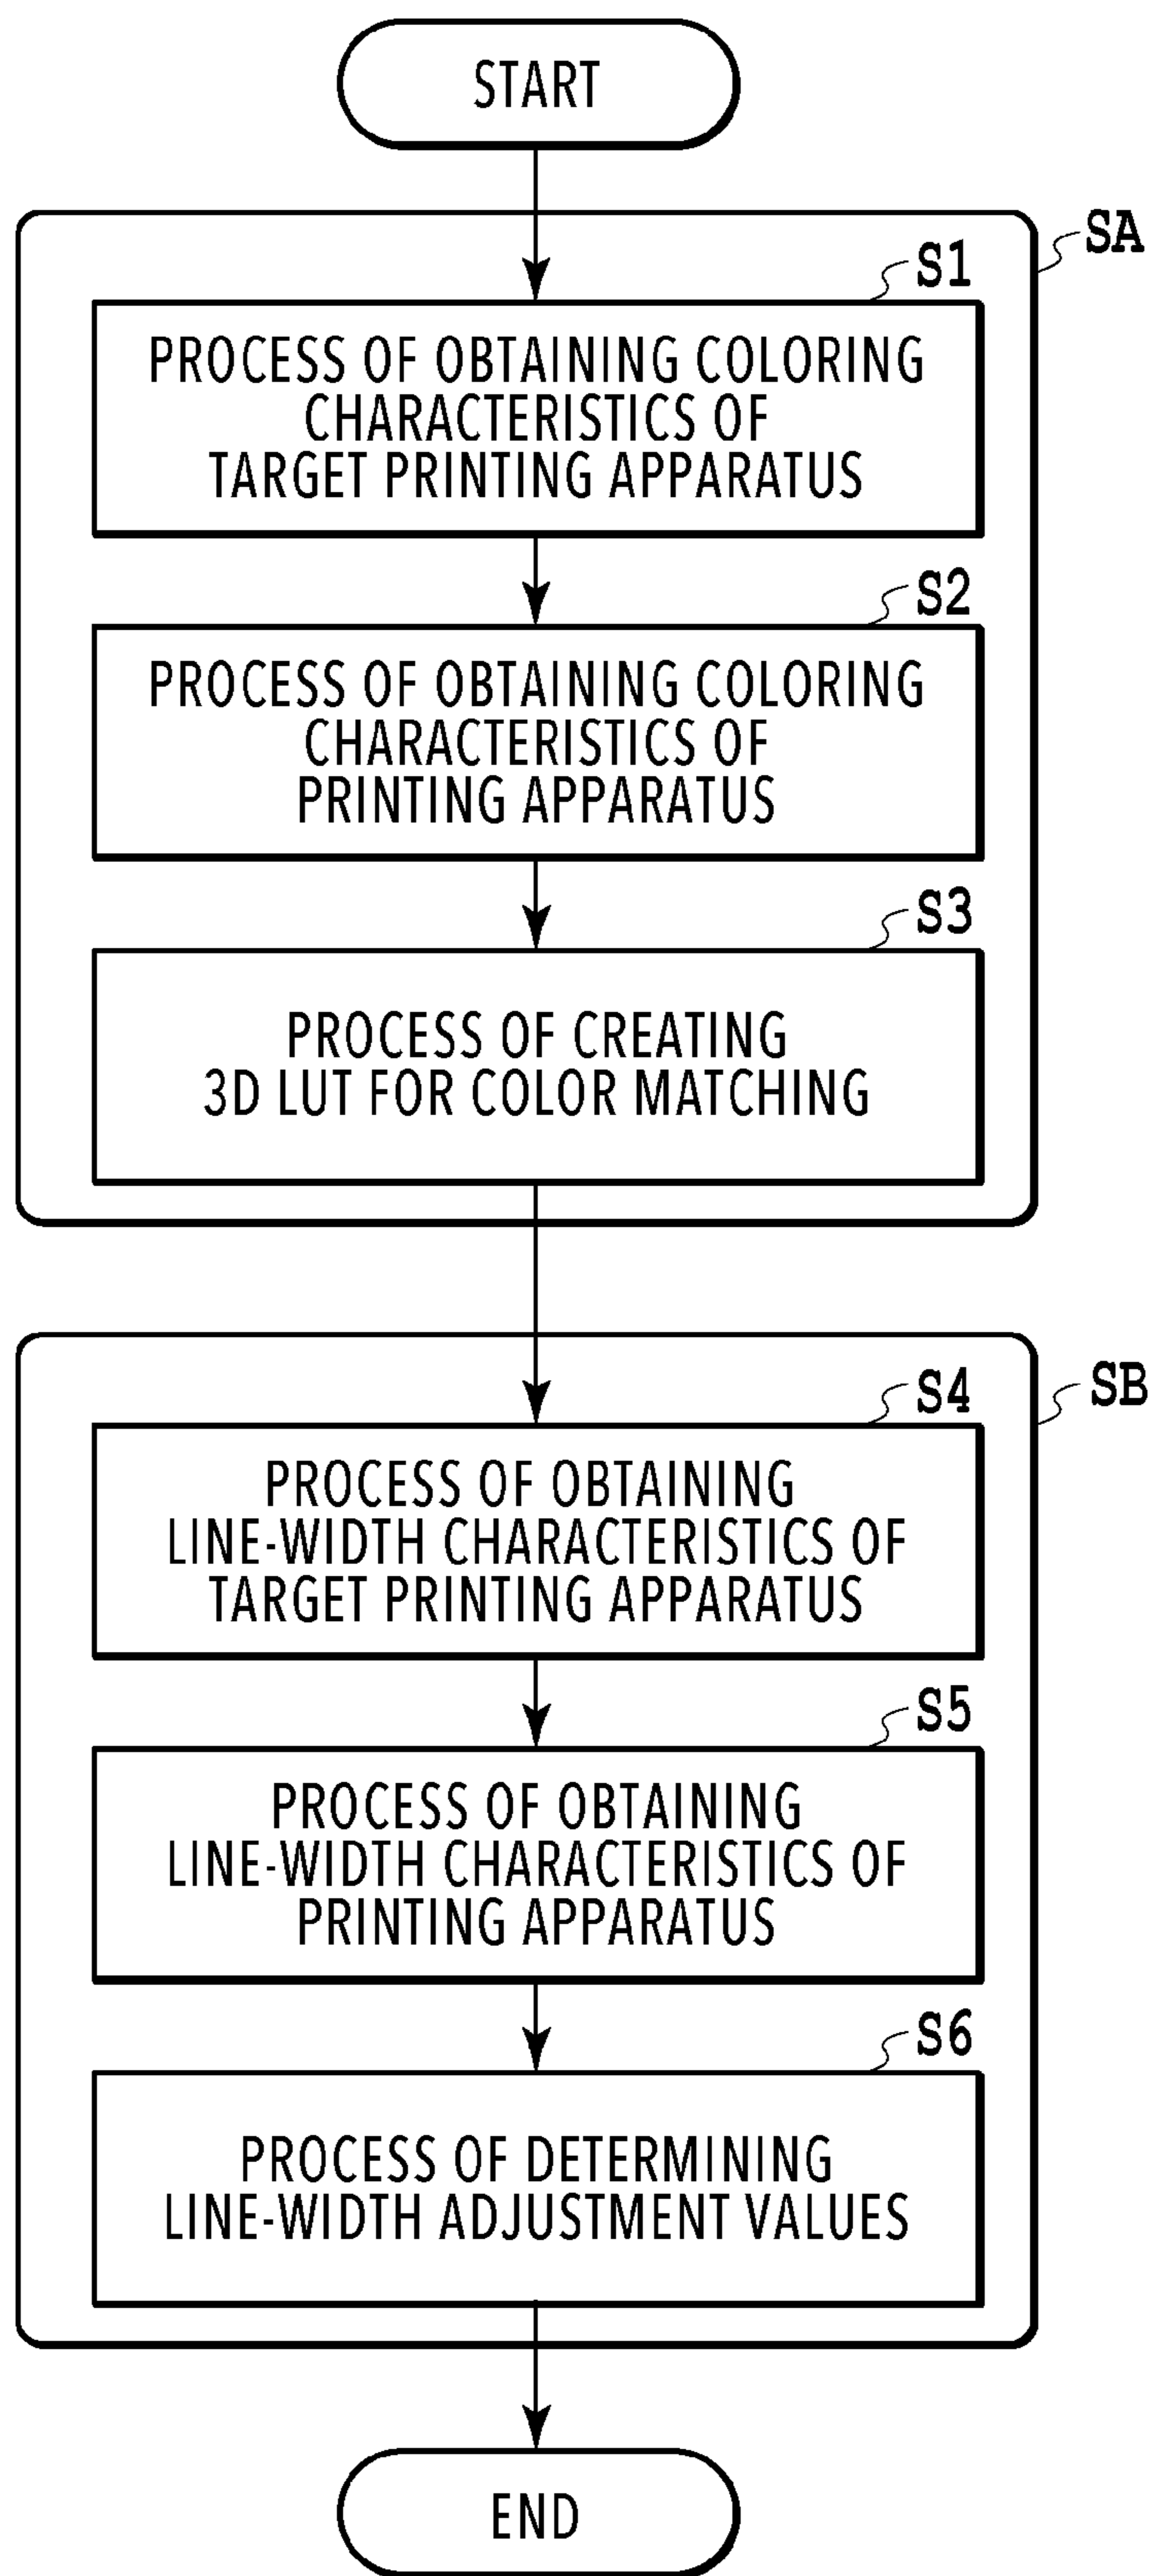 START
SA
S1
PROCESS OF OBTAINING COLORING
CHARACTERISTICS OF
TARGET PRINTING APPARATUS
S2
PROCESS OF OBTAINING COLORING
CHARACTERISTICS OF
PRINTING APPARATUS
S3
PROCESS OF CREATING
3D LUT FOR COLOR MATCHING
SB
S4
PROCESS OF OBTAINING
LINE-WIDTH CHARACTERISTICS OF
TARGET PRINTING APPARATUS
S5
PROCESS OF OBTAINING
LINE-WIDTH CHARACTERISTICS OF
PRINTING APPARATUS
S6
PROCESS OF DETERMINING
LINE-WIDTH ADJUSTMENT VALUES
END